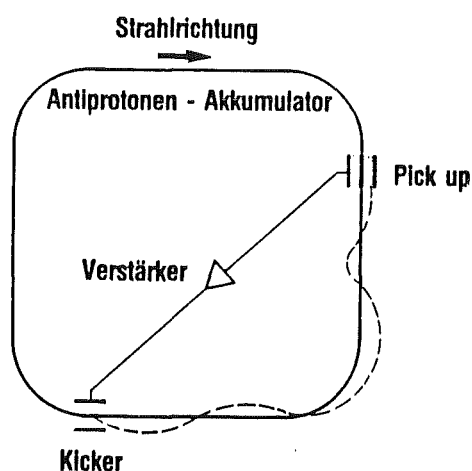 Strahlrichtung
Antiprotonen - Akkumulator
Pick up
Verstärker
Kicker